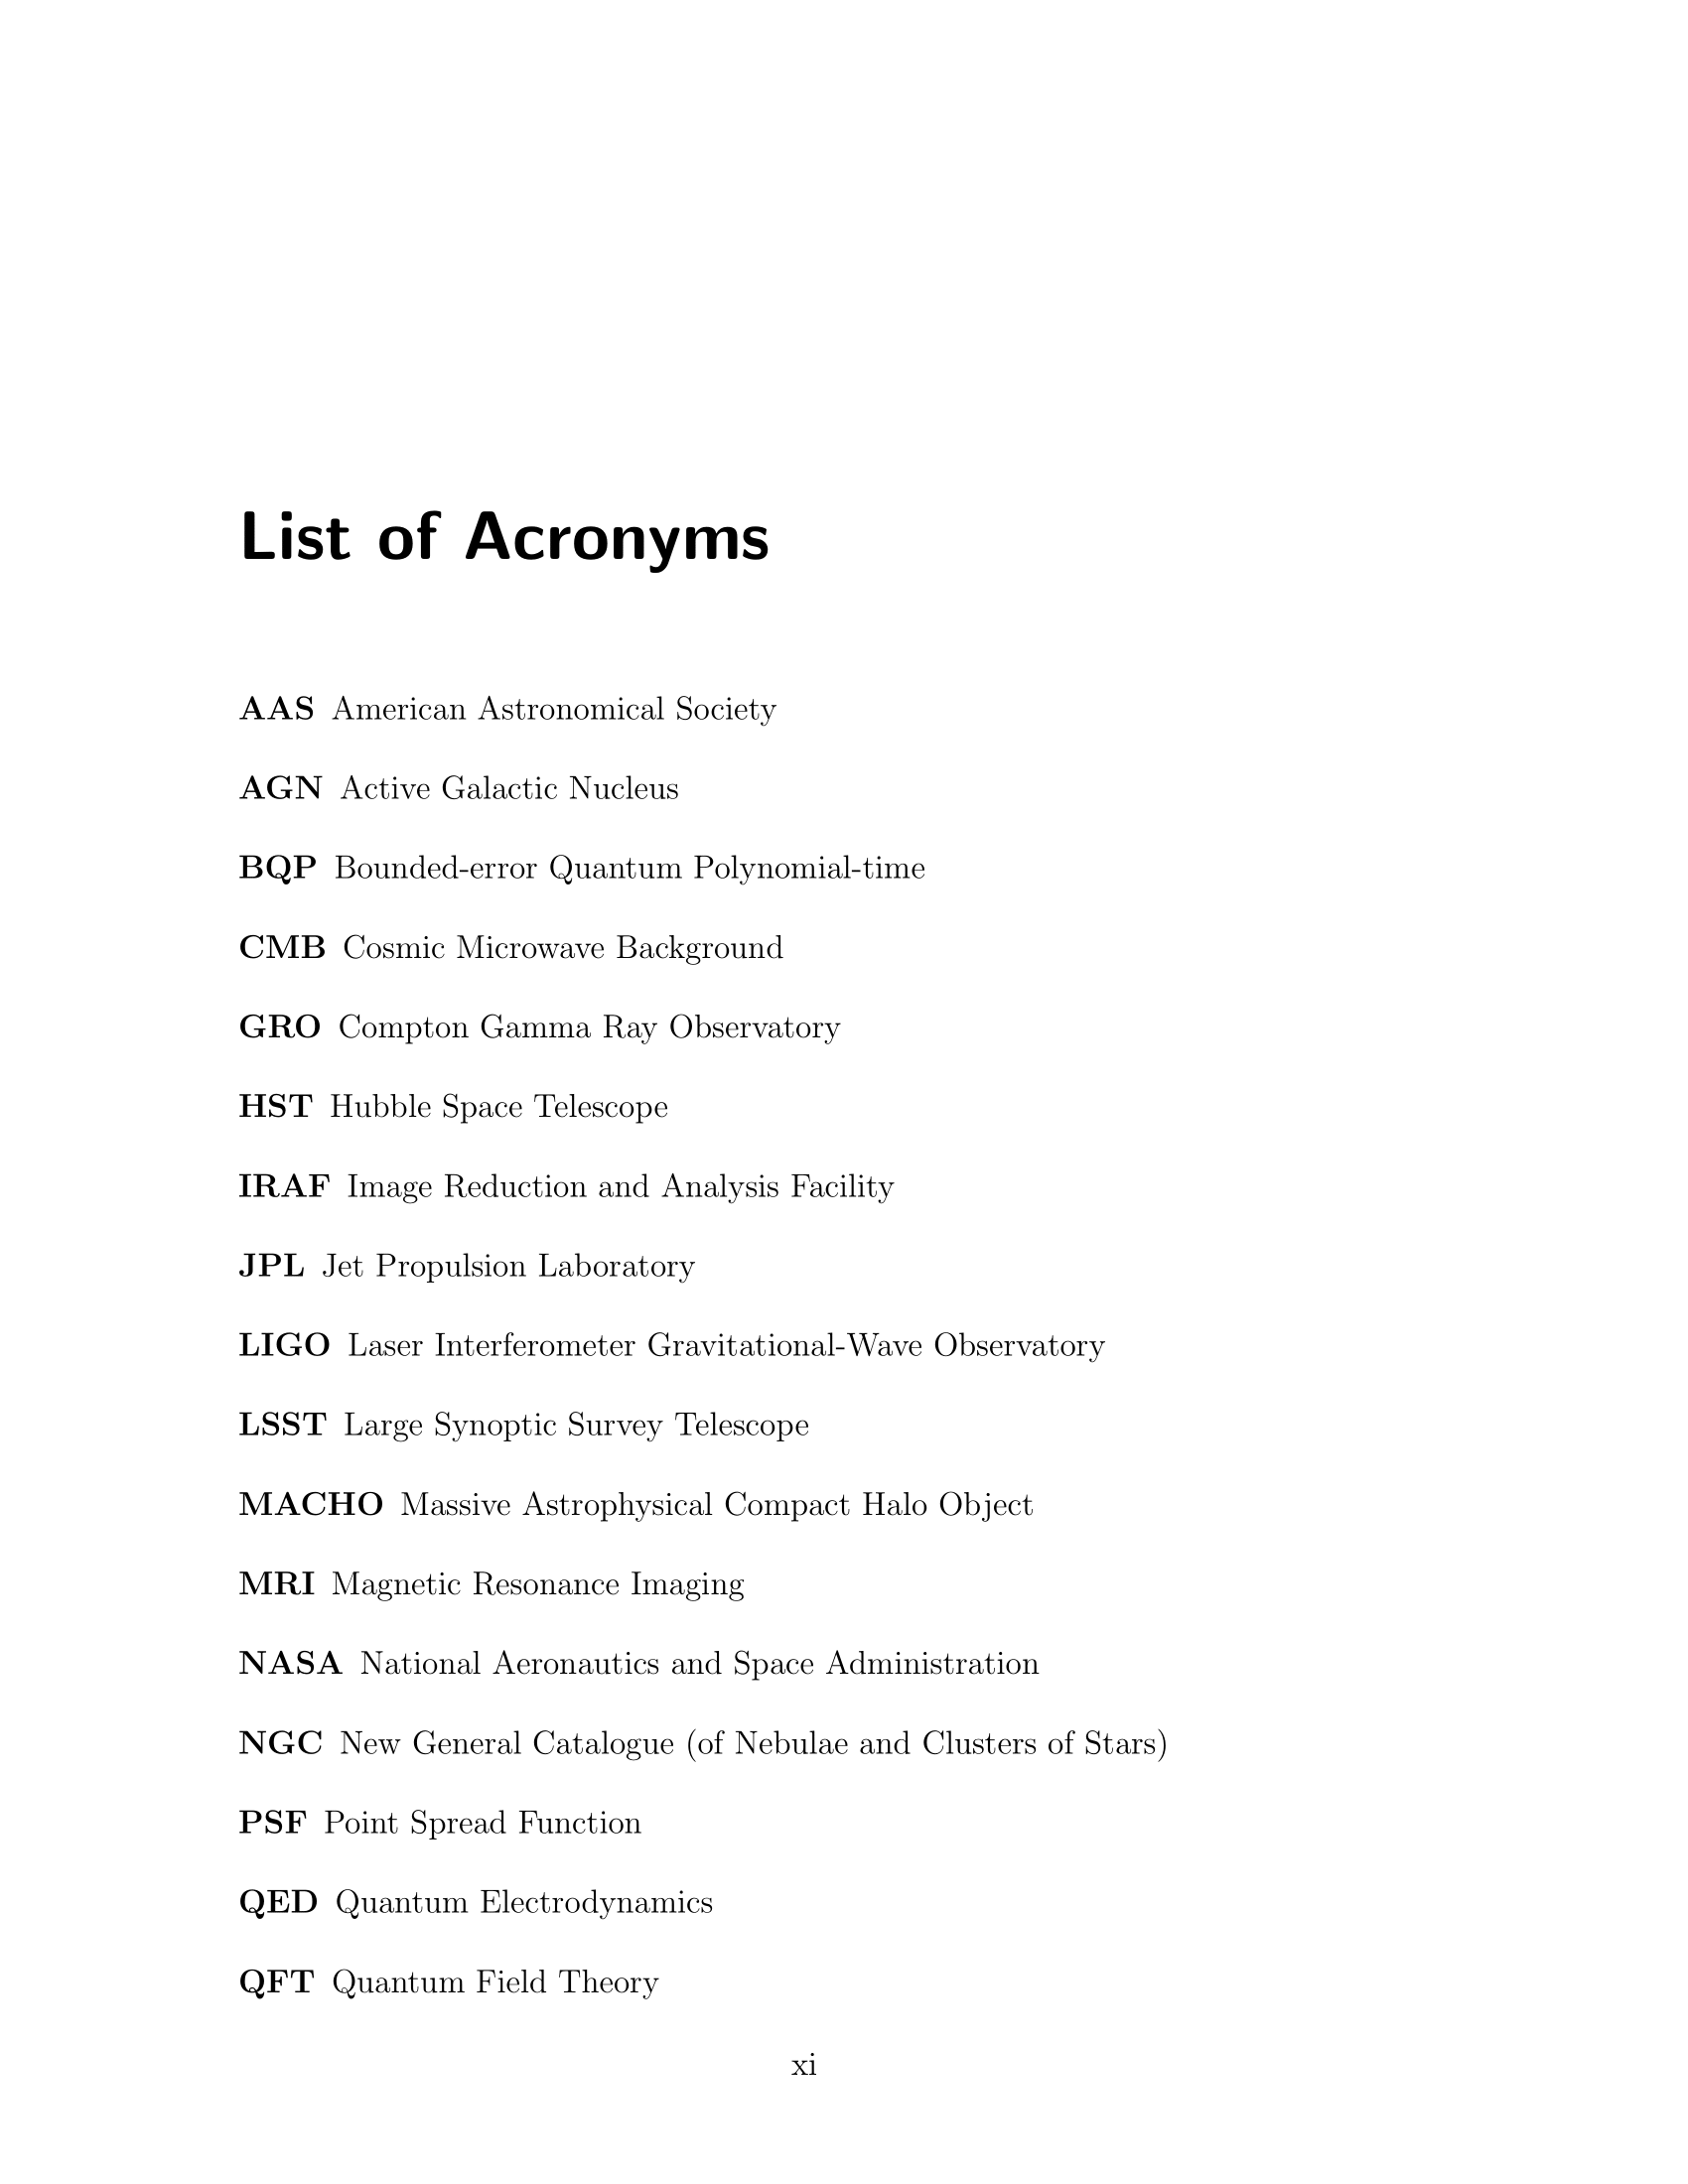 List of Acronyms
AAS American Astronomical Society
AGN Active Galactic Nucleus
BQP Bounded-error Quantum Polynomial-time
CMB Cosmic Microwave Background
GRO Compton Gamma Ray Observatory
HST Hubble Space Telescope
IRAF Image Reduction and Analysis Facility
JPL Jet Propulsion Laboratory
LIGO Laser Interferometer Gravitational-Wave Observatory
LSST Large Synoptic Survey Telescope
MACHO Massive Astrophysical Compact Halo Object
MRI Magnetic Resonance Imaging
NASA National Aeronautics and Space Administration
NGC New General Catalogue (of Nebulae and Clusters of Stars)
PSF Point Spread Function
QED Quantum Electrodynamics
QFT Quantum Field Theory
xi